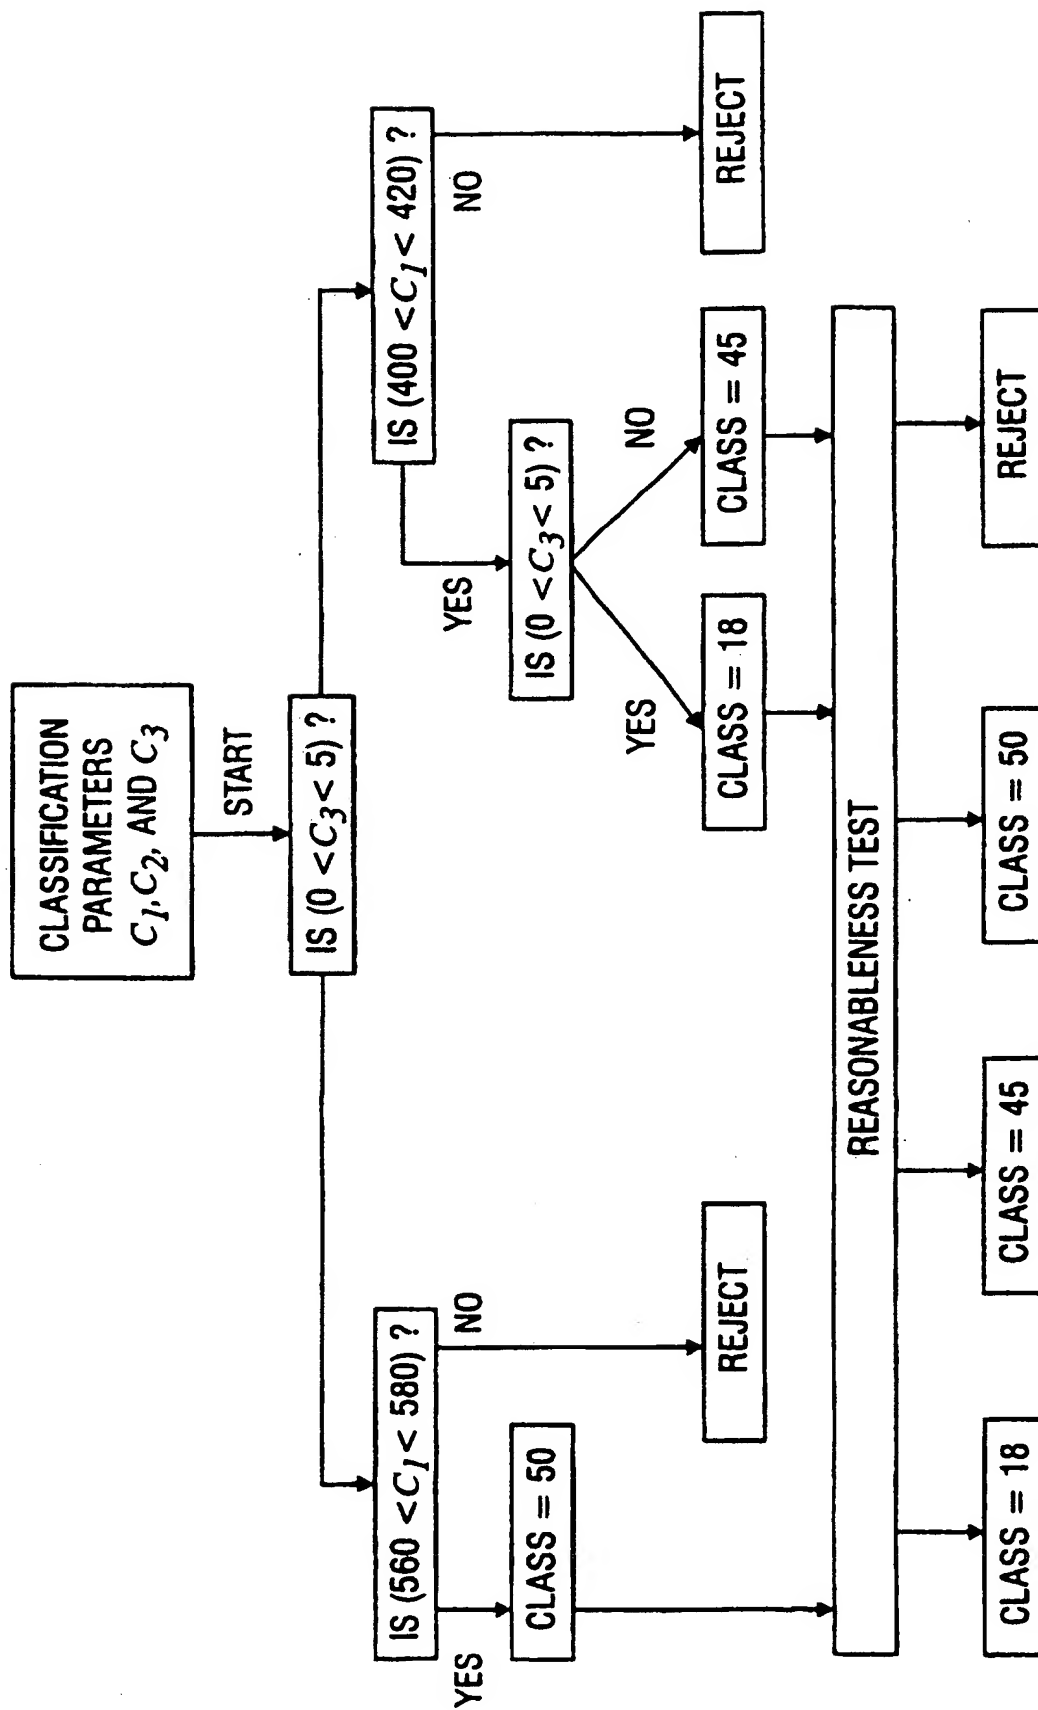 CLASSIFICATION
PARAMETERS
C1, C2, AND C3
START
IS (0 < C3 < 5) ?
IS (560 < C1 < 580) ?
IS (400 < C1 < 420) ?
YES
NO
YES
NO
CLASS = 50
IS (0 < C3 < 5) ?
YES
NO
REJECT
CLASS = 18
CLASS = 45
REJECT
REASONABLENESS TEST
CLASS = 18
CLASS = 45
CLASS = 50
REJECT